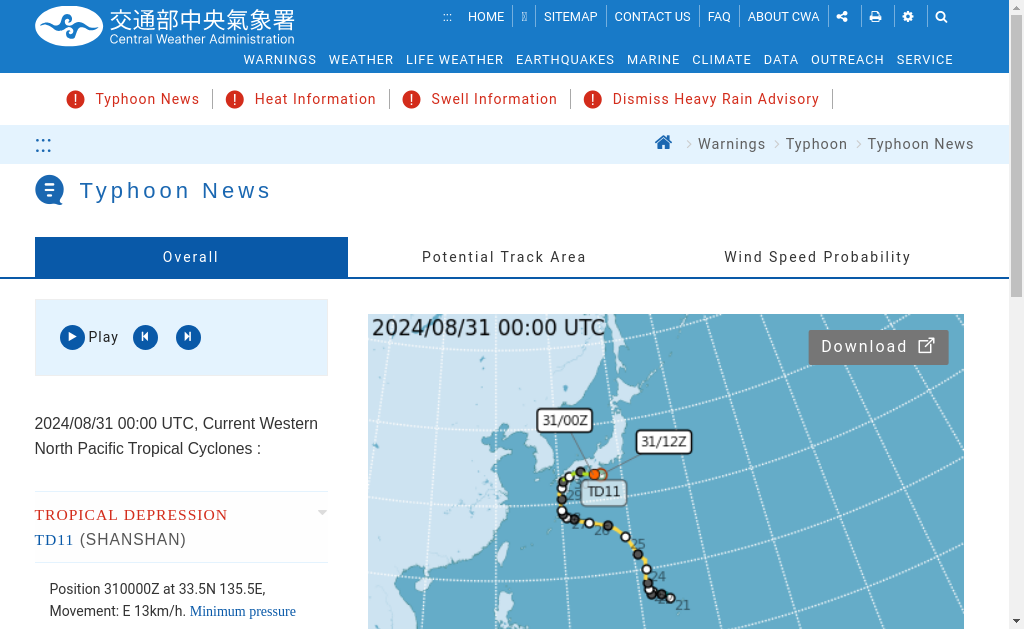 交通部中央氣象署
Central Weather Administration
::: HOME SITEMAP CONTACT US FAQ ABOUT CWA
WARNINGS WEATHER LIFE WEATHER EARTHQUAKES MARINE CLIMATE DATA OUTREACH SERVICE
Typhoon News Heat Information Swell Information Dismiss Heavy Rain Advisory
::: Warnings Typhoon Typhoon News
Typhoon News
Overall Potential Track Area Wind Speed Probability
Play
2024/08/31 00:00 UTC, Current Western
North Pacific Tropical Cyclones :
TROPICAL DEPRESSION
TD11 (SHANSHAN)
Position 310000Z at 33.5N 135.5E,
Movement: E 13km/h. Minimum pressure
2024/08/31 00:00 UTC
Download
31/00Z
31/12Z
TD11
26
25
24
21